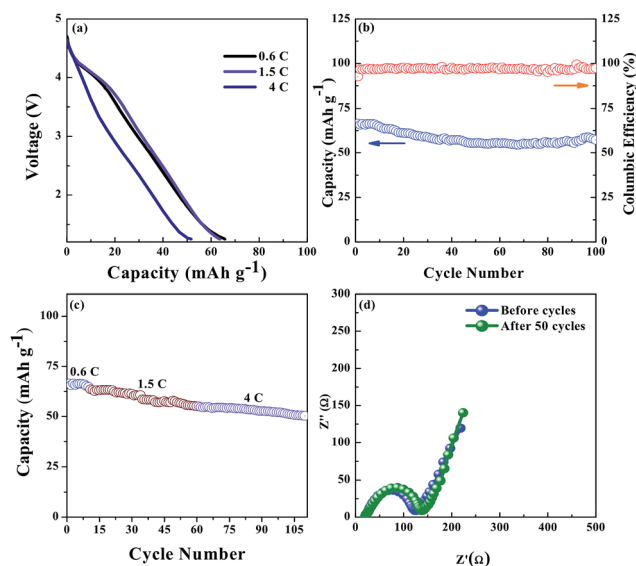 (a)
0.6 C
1.5 C
4 C
5
4
3
2
0 20 40 60 80 100
Voltage (V)
Capacity (mAh g-1)
(b)
125
100
75
50
25
0
125
100
75
50
25
0
0 20 40 60 80 100
Capacity (mAh g-1)
Columbic Efficiency (%)
Cycle Number
(c)
0.6 C
1.5 C
4 C
100
75
50
25
0
0 15 30 45 60 75 90 105
Capacity (mAh g-1)
Cycle Number
(d)
Before cycles
After 50 cycles
300
250
200
150
100
50
0
0 100 200 300 400 500
Z'' (Ω)
Z'(Ω)